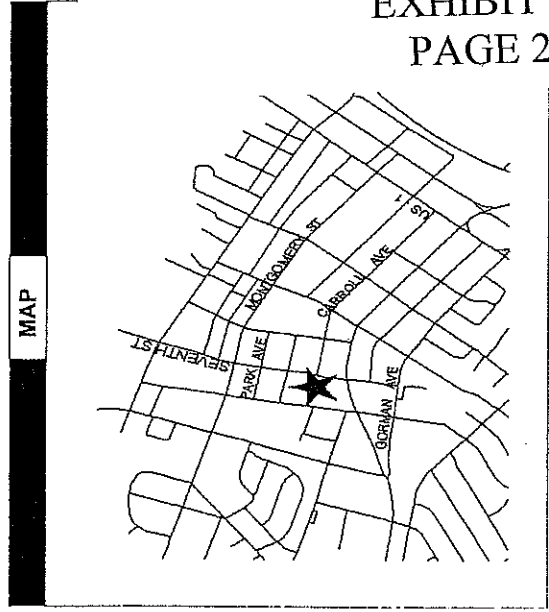 EXHIBIT
PAGE 2
MAP
MONTGOMERY ST
US 1
CARROLL AVE
SEVENTH ST
PARK AVE
GORMAN AVE